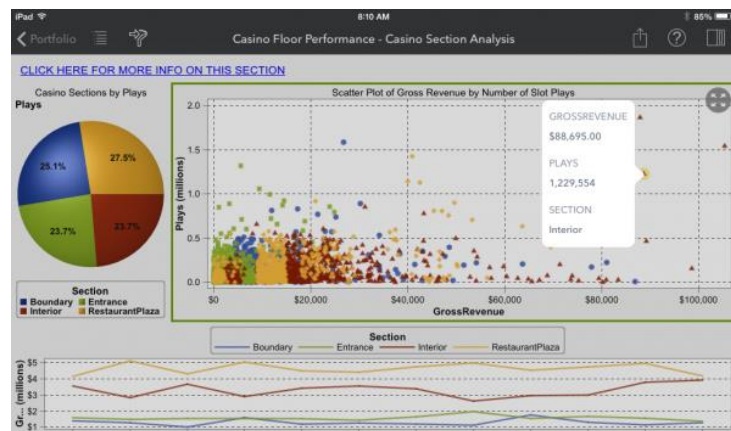 iPad 8:10 AM 85%
Portfolio Casino Floor Performance - Casino Section Analysis
CLICK HERE FOR MORE INFO ON THIS SECTION
Casino Sections by Plays
Plays
25.1%
27.5%
23.7%
23.7%
Section
Boundary Entrance
Interior RestaurantPlaza
Scatter Plot of Gross Revenue by Number of Slot Plays
Plays (millions)
2.0
1.5
1.0
0.5
0.0
$0 $20,000 $40,000 $60,000 $80,000 $100,000
GrossRevenue
GROSSREVENUE
$88,695.00
PLAYS
1,229,554
SECTION
Interior
Section
Boundary Entrance Interior RestaurantPlaza
Gr... (millions)
$5
$4
$3
$2
$1